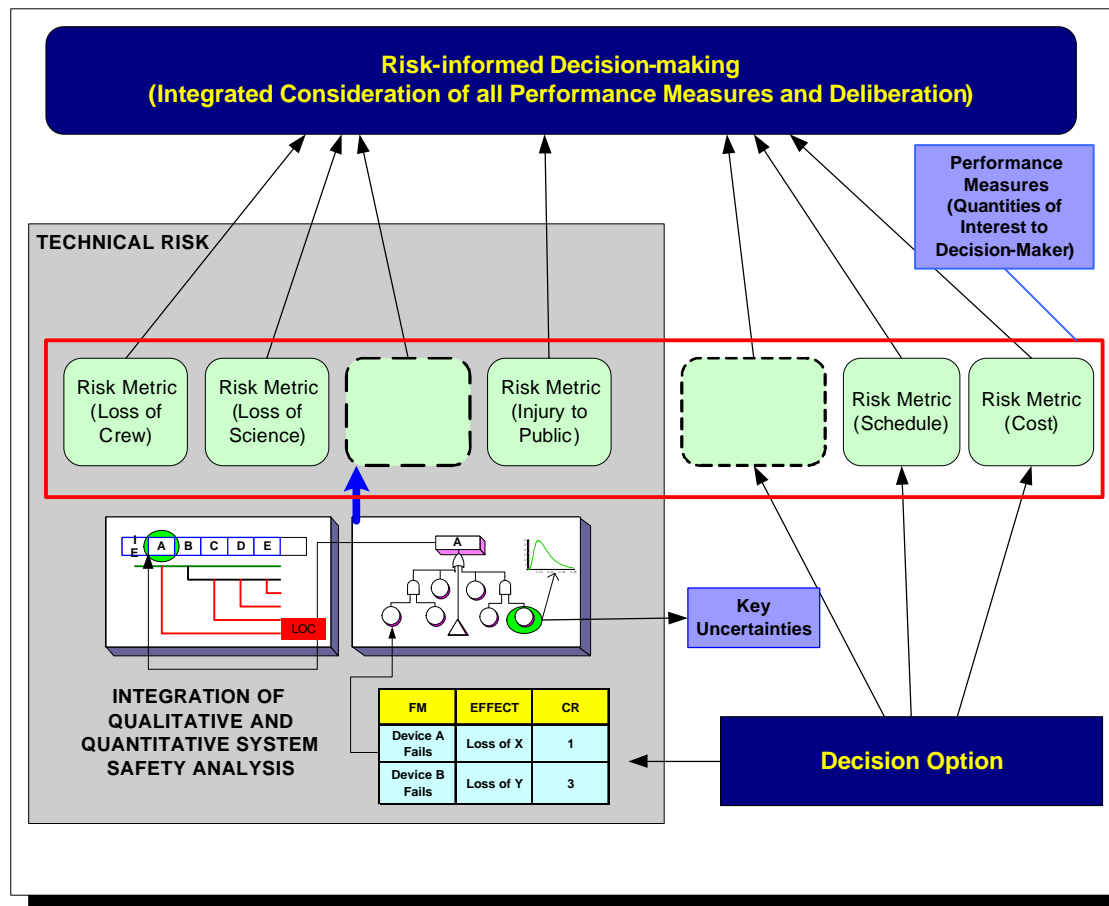 Risk-informed Decision-making
(Integrated Consideration of all Performance Measures and Deliberation)
Performance
Measures
(Quantities of
Interest to
Decision-Maker)
TECHNICAL RISK
Risk Metric
(Loss of
Crew)
Risk Metric
(Loss of
Science)
Risk Metric
(Injury to
Public)
Risk Metric
(Schedule)
Risk Metric
(Cost)
I
E
A
B
C
D
E
LOC
A
Key
Uncertainties
INTEGRATION OF
QUALITATIVE AND
QUANTITATIVE SYSTEM
SAFETY ANALYSIS
FM EFFECT CR
Device A
Fails
Loss of X
1
Device B
Fails
Loss of Y
3
Decision Option